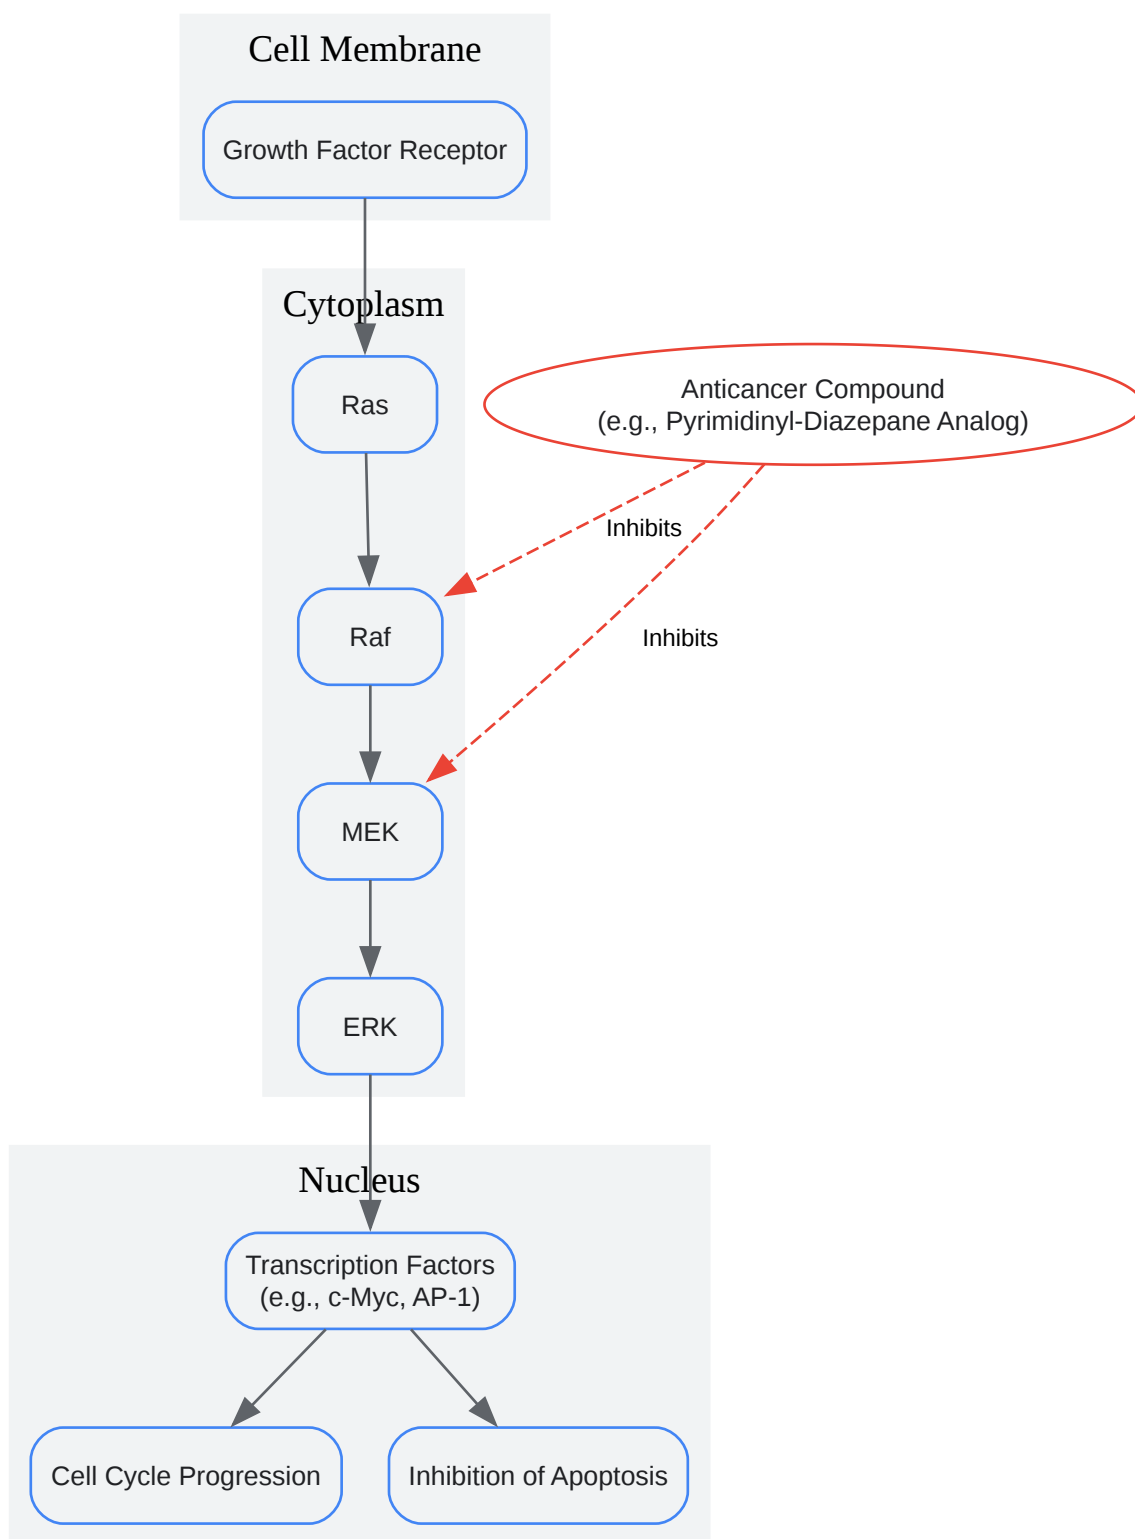 Cell Membrane
Growth Factor Receptor
Cytoplasm
Ras
Anticancer Compound
(e.g., Pyrimidinyl-Diazepane Analog)
Inhibits
Raf
Inhibits
MEK
ERK
Nucleus
Transcription Factors
(e.g., c-Myc, AP-1)
Cell Cycle Progression
Inhibition of Apoptosis